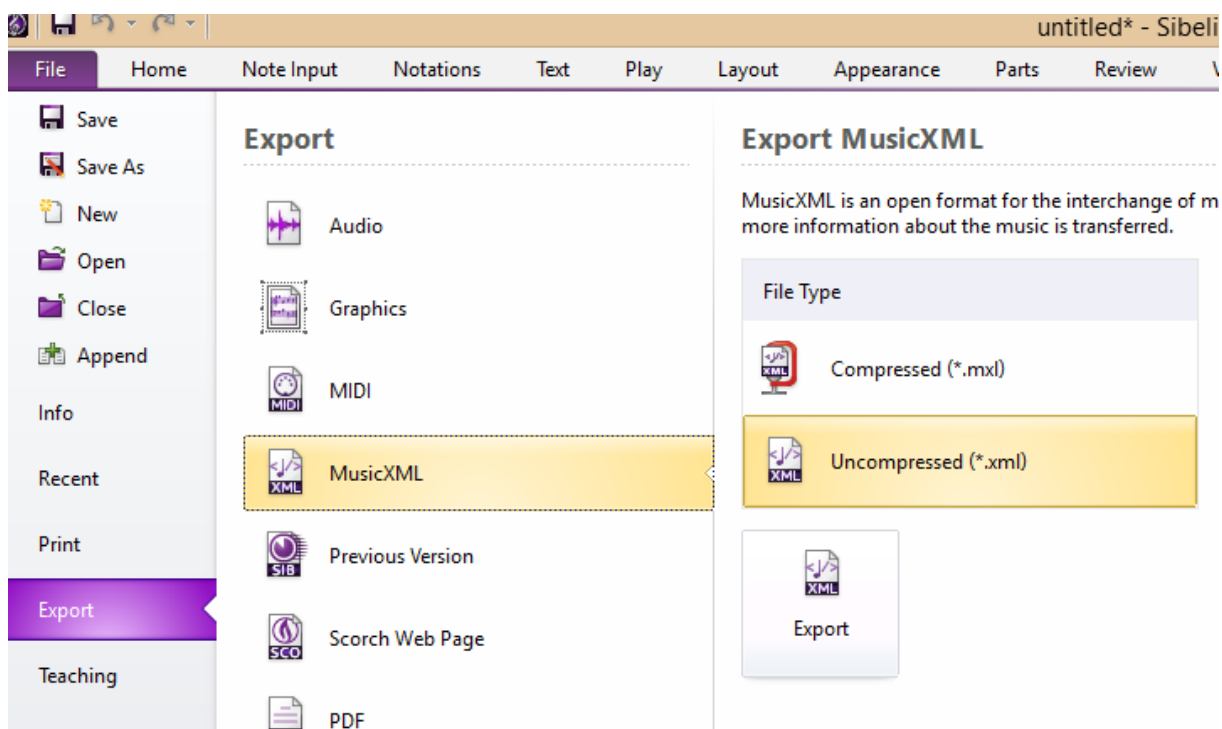 untitled* - Sibeli
File Home Note Input Notations Text Play Layout Appearance Parts Review
Save
Save As
New
Open
Close
Append
Info
Recent
Print
Export
Teaching
Export
Audio
Graphics
MIDI
MIDI
XML
MusicXML
SIB
Previous Version
SCO
Scorch Web Page
PDF
Export MusicXML
MusicXML is an open format for the interchange of m
more information about the music is transferred.
File Type
XML
Compressed (*.mxl)
XML
Uncompressed (*.xml)
XML
Export